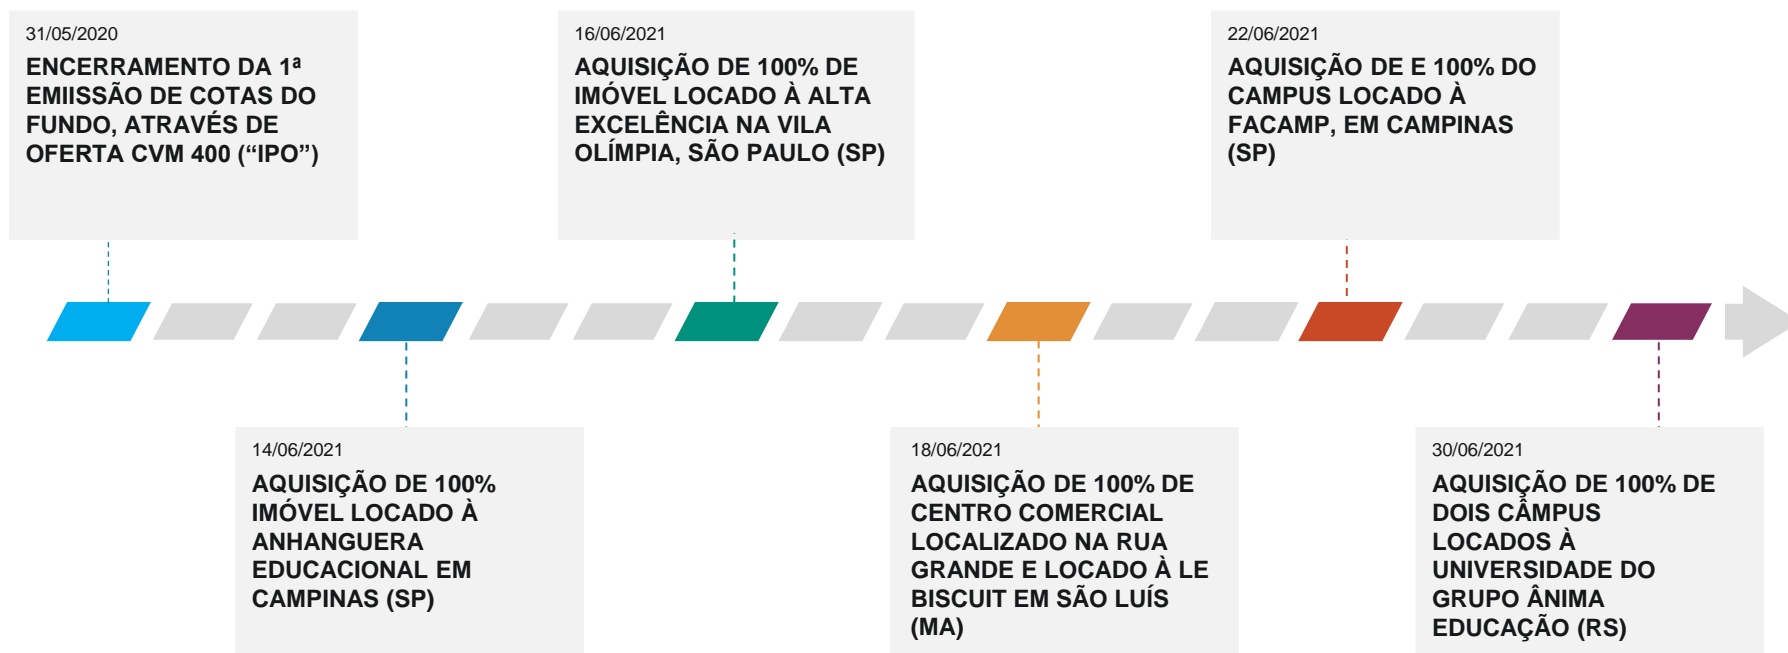 31/05/2020
ENCERRAMENTO DA 1ª
EMIISSÃO DE COTAS DO
FUNDO, ATRAVÉS DE
OFERTA CVM 400 (“IPO”)
16/06/2021
AQUISIÇÃO DE 100% DE
IMÓVEL LOCADO À ALTA
EXCELÊNCIA NA VILA
OLÍMPIA, SÃO PAULO (SP)
22/06/2021
AQUISIÇÃO DE E 100% DO
CAMPUS LOCADO À
FACAMP, EM CAMPINAS
(SP)
14/06/2021
AQUISIÇÃO DE 100%
IMÓVEL LOCADO À
ANHANGUERA
EDUCACIONAL EM
CAMPINAS (SP)
18/06/2021
AQUISIÇÃO DE 100% DE
CENTRO COMERCIAL
LOCALIZADO NA RUA
GRANDE E LOCADO À LE
BISCUIT EM SÃO LUÍS
(MA)
30/06/2021
AQUISIÇÃO DE 100% DE
DOIS CÂMPUS
LOCADOS À
UNIVERSIDADE DO
GRUPO ÂNIMA
EDUCAÇÃO (RS)